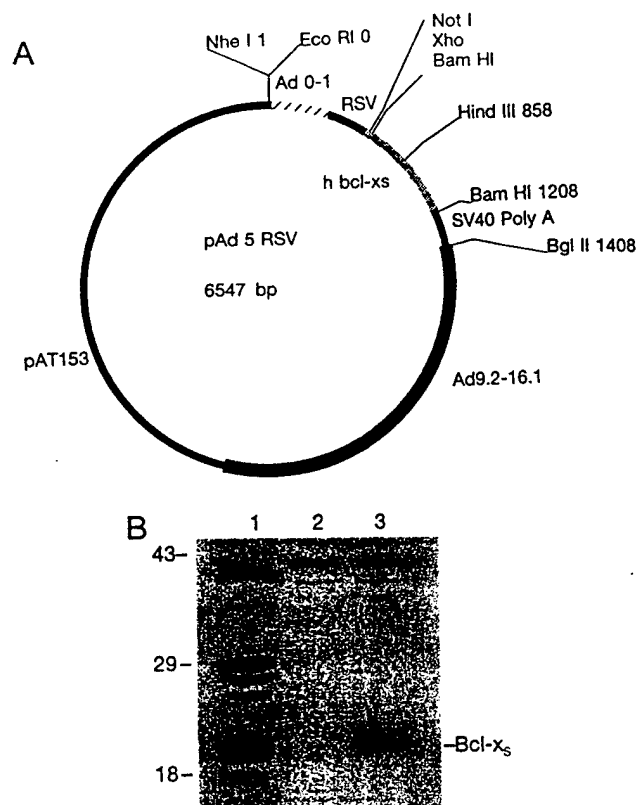 A
Nhe I 1
Eco RI 0
Ad 0-1
RSV
Not I
Xho
Bam HI
Hind III 858
h bcl-xs
Bam HI 1208
SV40 Poly A
Bgl II 1408
pAd 5 RSV
6547 bp
pAT153
Ad9.2-16.1
B
1 2 3
43–
29–
–Bcl-xs
18–